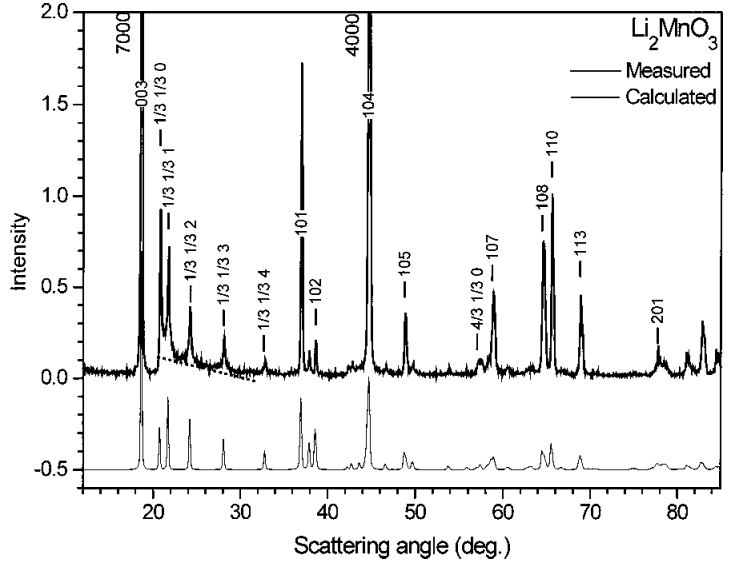 2.0
1.5
1.0
0.5
0.0
-0.5
Intensity
7000
003
1/3 1/3 0
1/3 1/3 1
1/3 1/3 2
1/3 1/3 3
1/3 1/3 4
101
102
4000
104
105
4/3 1/3 0
107
108
110
113
201
Li₂MnO₃
Measured
Calculated
20 30 40 50 60 70 80
Scattering angle (deg.)